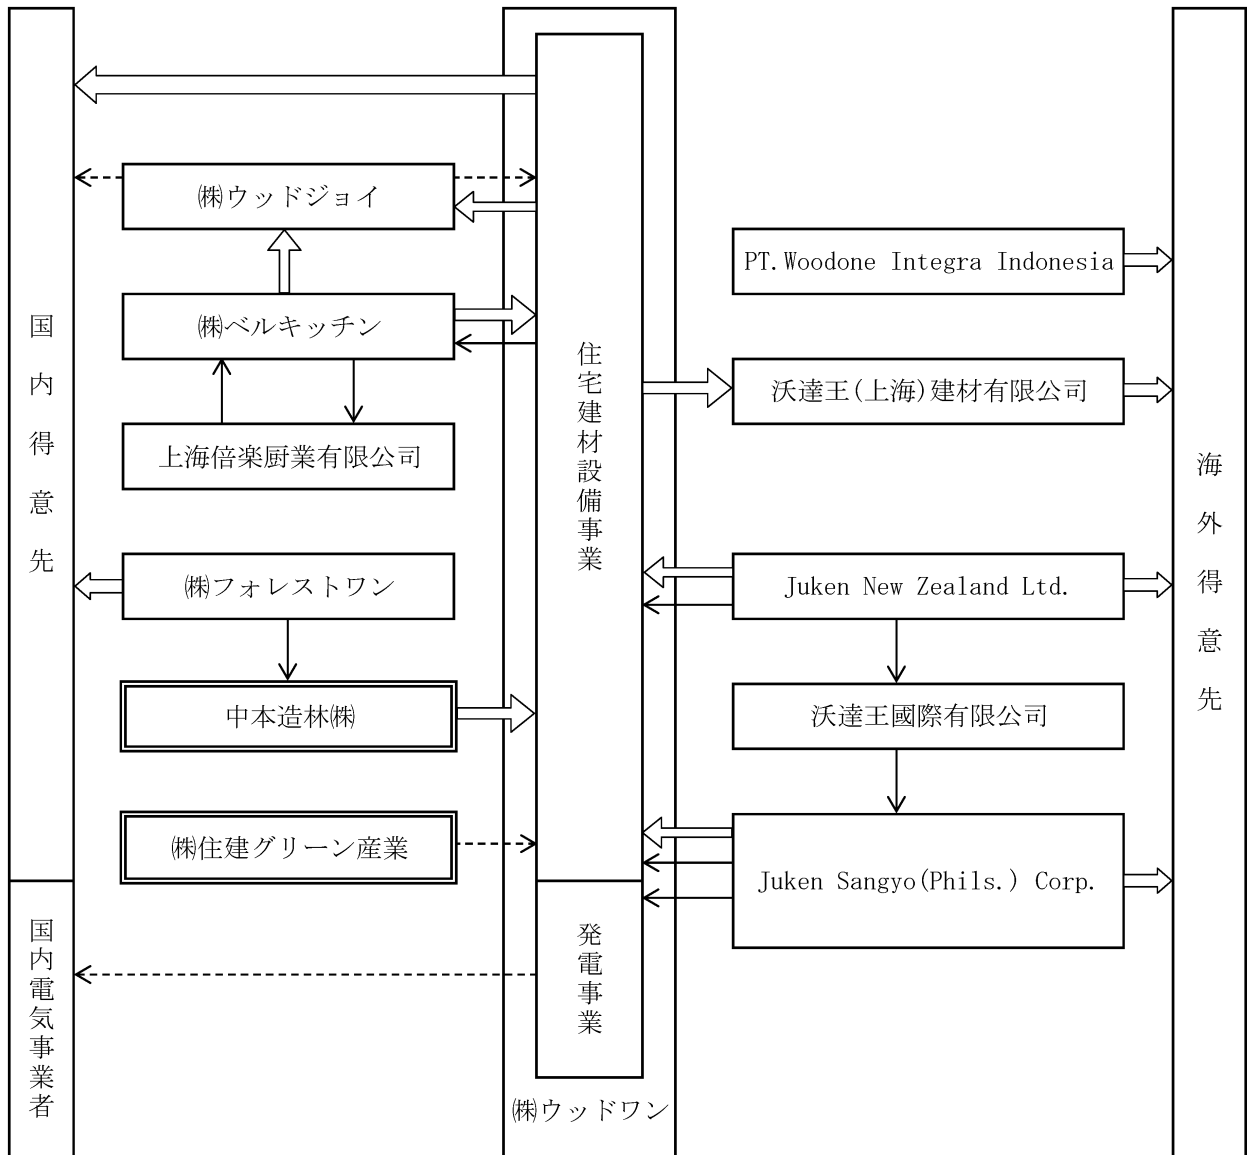 国内得意先
国内電気事業者
㈱ウッドジョイ
㈱ベルキッチン
上海倍楽厨業有限公司
㈱フォレストワン
中本造林㈱
㈱住建グリーン産業
住宅建材設備事業
発電事業
㈱ウッドワン
PT.Woodone Integra Indonesia
沃達王(上海)建材有限公司
Juken New Zealand Ltd.
沃達王國際有限公司
Juken Sangyo(Phils.) Corp.
海外得意先